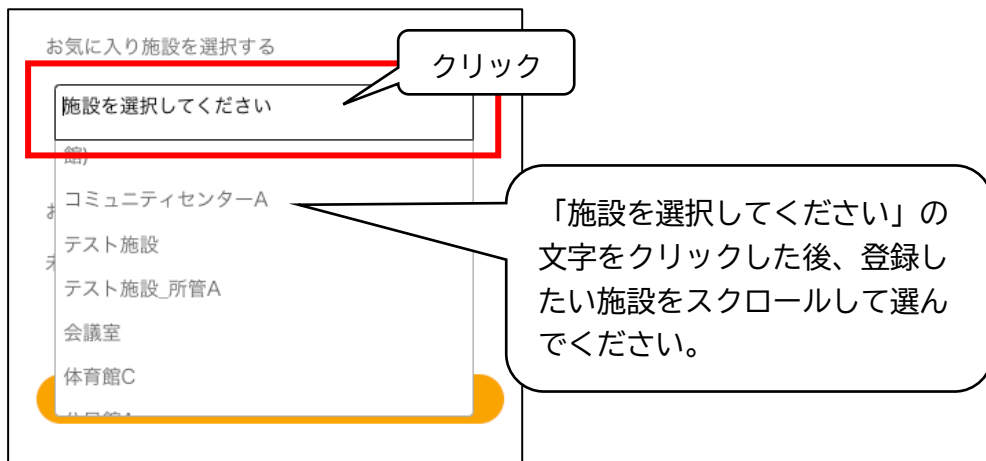 お気に入り施設を選択する
クリック
施設を選択してください
館)
コミュニティセンターA
テスト施設
テスト施設_所管A
会議室
体育館C
「施設を選択してください」の
文字をクリックした後、登録し
たい施設をスクロールして選ん
でください。